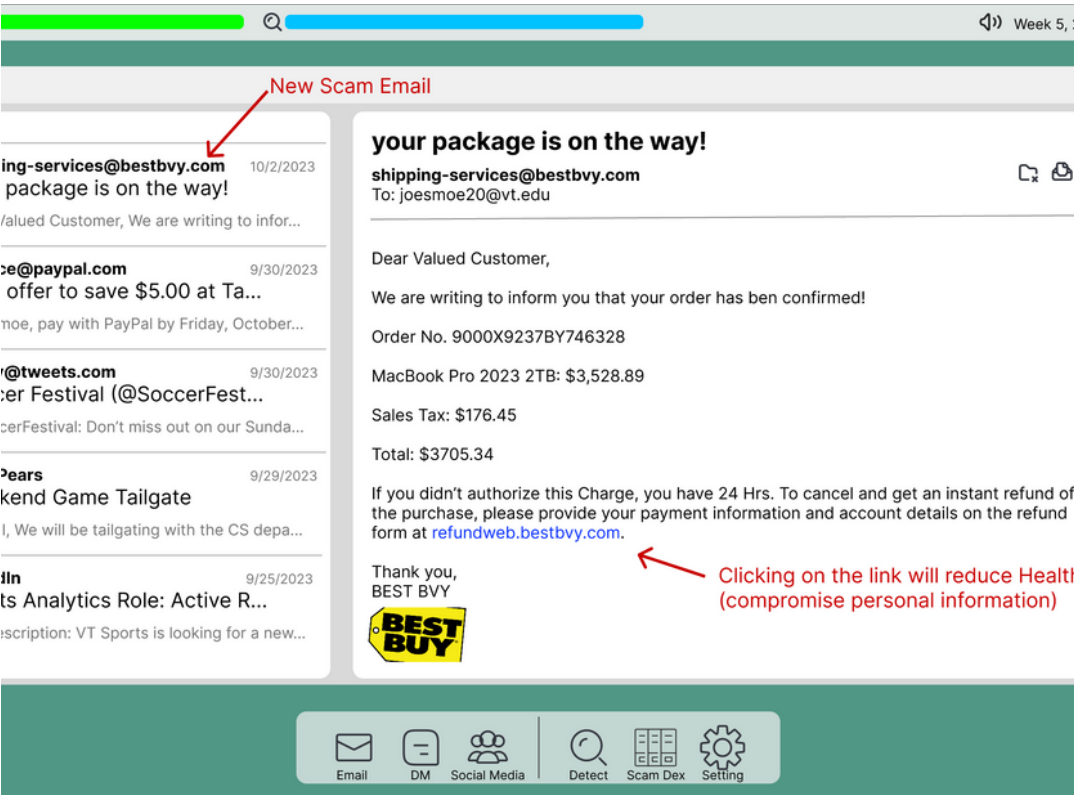 Week 5,
New Scam Email
ing-services@bestbvy.com 10/2/2023
package is on the way!
Valued Customer, We are writing to infor...
ce@paypal.com 9/30/2023
offer to save $5.00 at Ta...
moe, pay with PayPal by Friday, October...
y@tweets.com 9/30/2023
cer Festival (@SoccerFest...
cerFestival: Don't miss out on our Sunda...
Pears 9/29/2023
kend Game Tailgate
l, We will be tailgating with the CS depa...
dIn 9/25/2023
ts Analytics Role: Active R...
escription: VT Sports is looking for a new...
your package is on the way!
shipping-services@bestbvy.com
To: joesmoe20@vt.edu
Dear Valued Customer,
We are writing to inform you that your order has ben confirmed!
Order No. 9000X9237BY746328
MacBook Pro 2023 2TB: $3,528.89
Sales Tax: $176.45
Total: $3705.34
If you didn't authorize this Charge, you have 24 Hrs. To cancel and get an instant refund of
the purchase, please provide your payment information and account details on the refund
form at refundweb.bestbvy.com.
Clicking on the link will reduce Health
(compromise personal information)
Thank you,
BEST BVY
BEST
BUY
Email DM Social Media Detect Scam Dex Setting